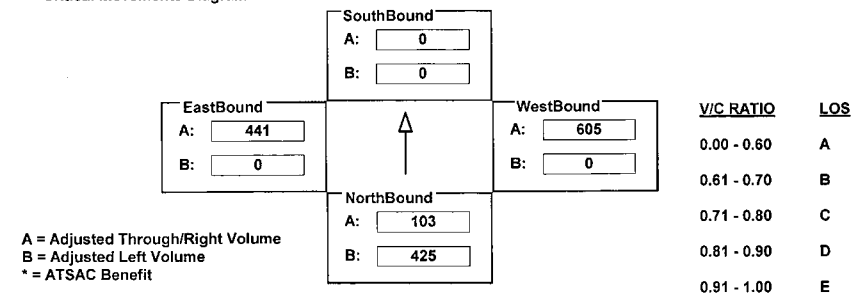 SouthBound
A: 0
B: 0
EastBound
A: 441
B: 0
WestBound
A: 605
B: 0
NorthBound
A: 103
B: 425
A = Adjusted Through/Right Volume
B = Adjusted Left Volume
* = ATSAC Benefit
V/C RATIO LOS
0.00 - 0.60 A
0.61 - 0.70 B
0.71 - 0.80 C
0.81 - 0.90 D
0.91 - 1.00 E